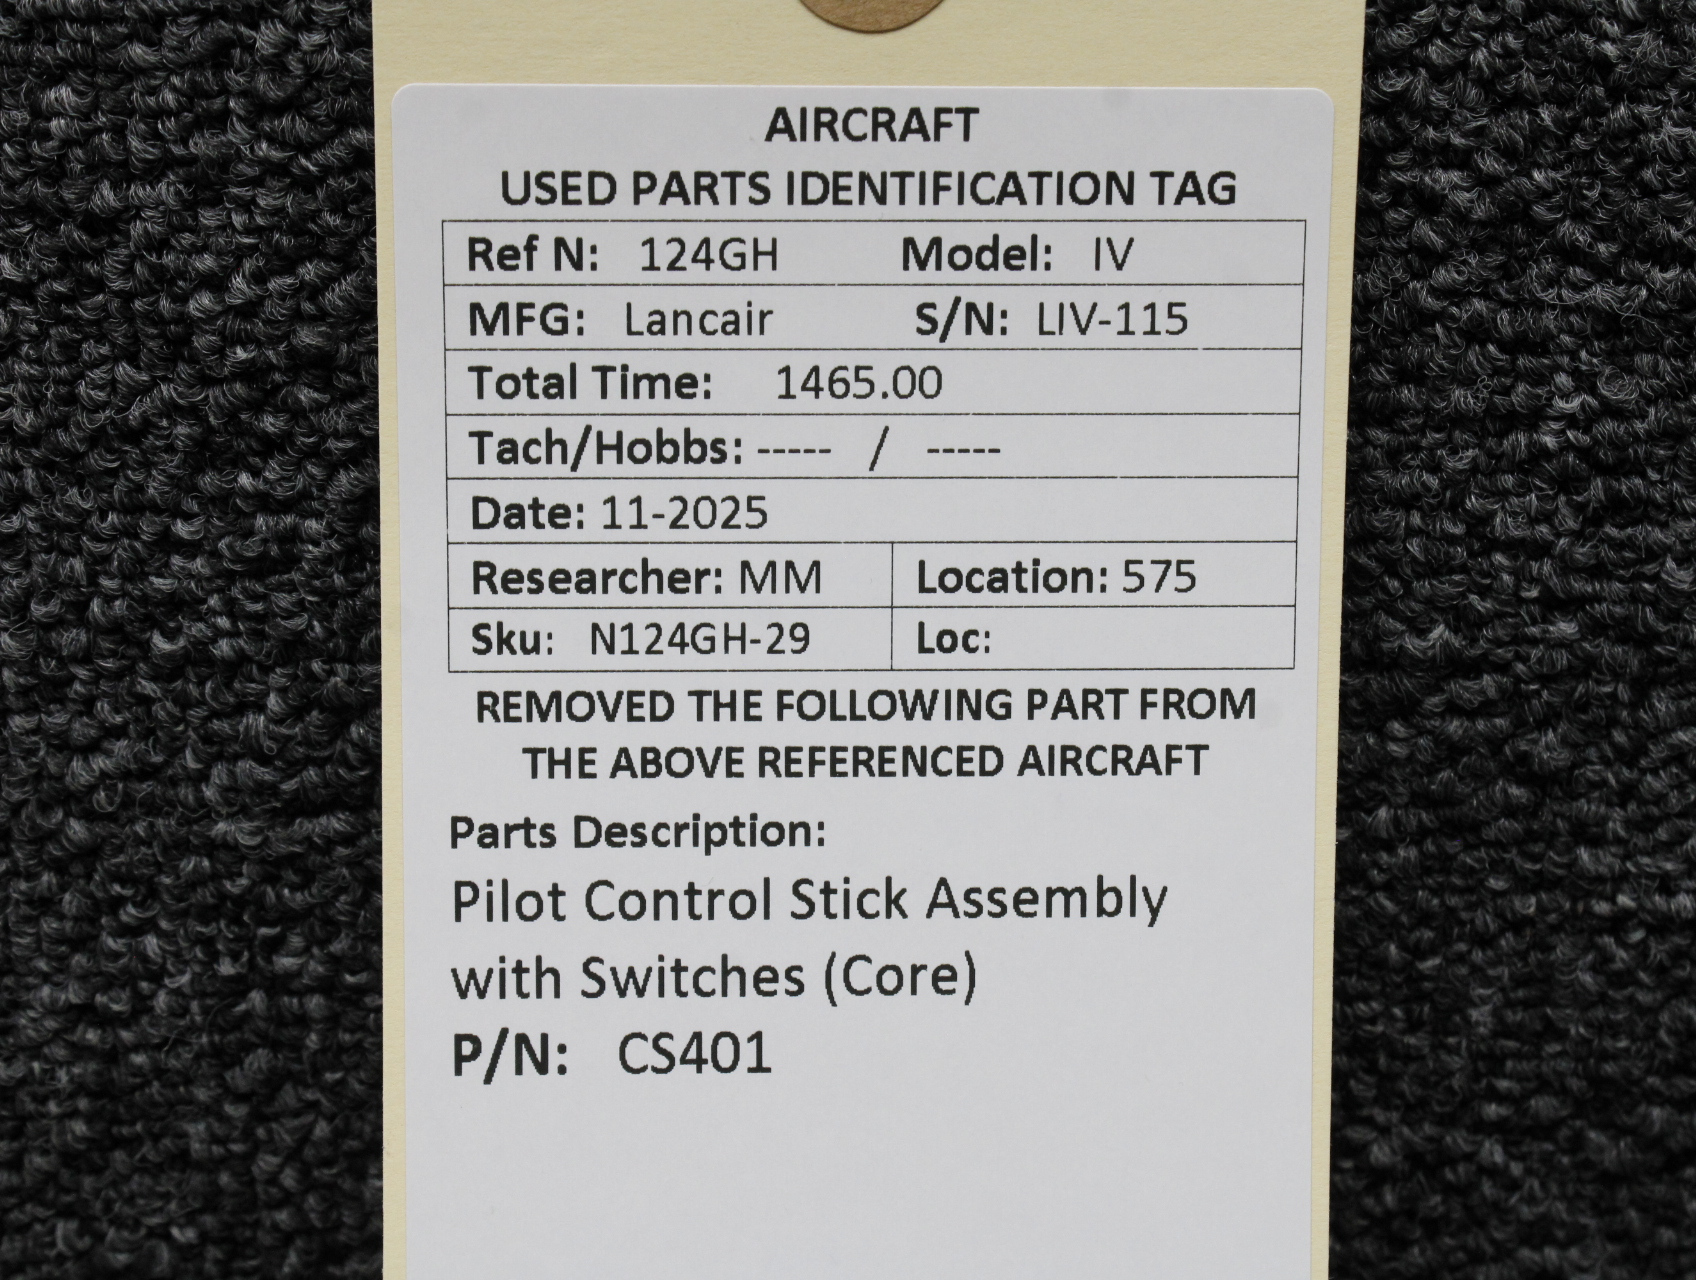 AIRCRAFT
USED PARTS IDENTIFICATION TAG
Ref N: 124GH Model: IV
MFG: Lancair S/N: LIV-115
Total Time: 1465.00
Tach/Hobbs: ----- / -----
Date: 11-2025
Researcher: MM Location: 575
Sku: N124GH-29 Loc:
REMOVED THE FOLLOWING PART FROM
THE ABOVE REFERENCED AIRCRAFT
Parts Description:
Pilot Control Stick Assembly
with Switches (Core)
P/N: CS401